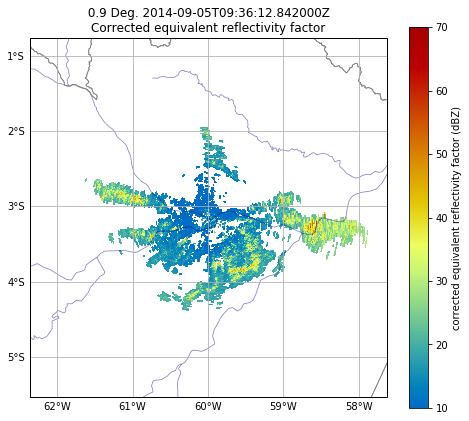 0.9 Deg. 2014-09-05T09:36:12.842000Z
Corrected equivalent reflectivity factor
1°S
2°S
3°S
4°S
5°S
62°W 61°W 60°W 59°W 58°W
70
60
50
40
30
20
10
corrected equivalent reflectivity factor (dBZ)